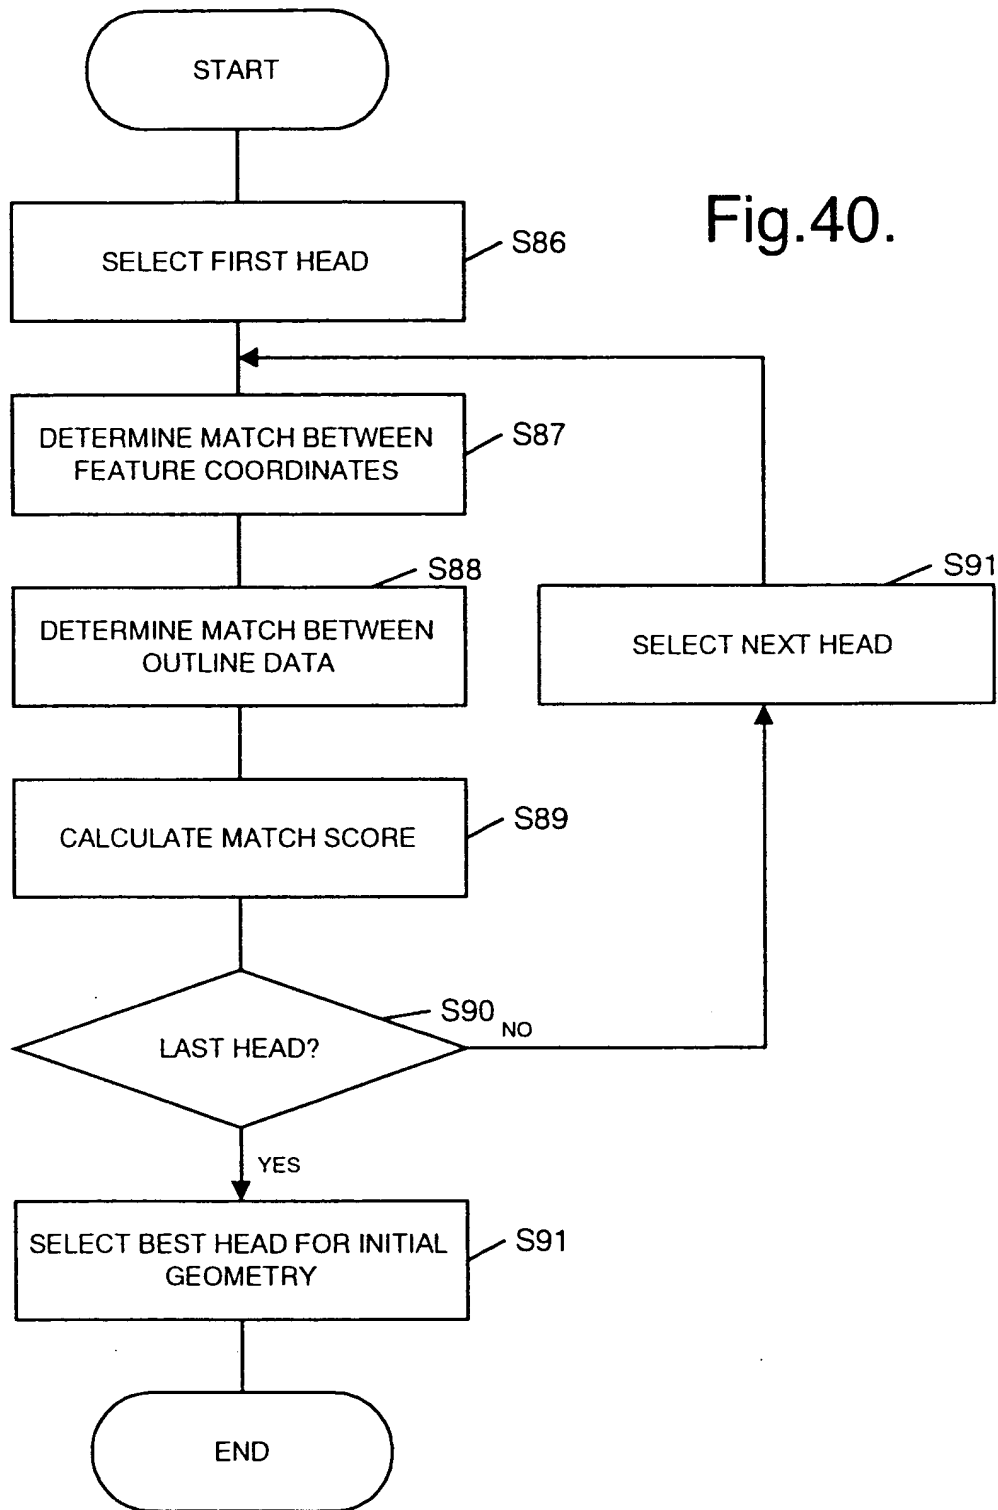 START
Fig.40.
SELECT FIRST HEAD
S86
DETERMINE MATCH BETWEEN
FEATURE COORDINATES
S87
DETERMINE MATCH BETWEEN
OUTLINE DATA
S88
SELECT NEXT HEAD
S91
CALCULATE MATCH SCORE
S89
LAST HEAD?
S90
NO
YES
SELECT BEST HEAD FOR INITIAL
GEOMETRY
S91
END